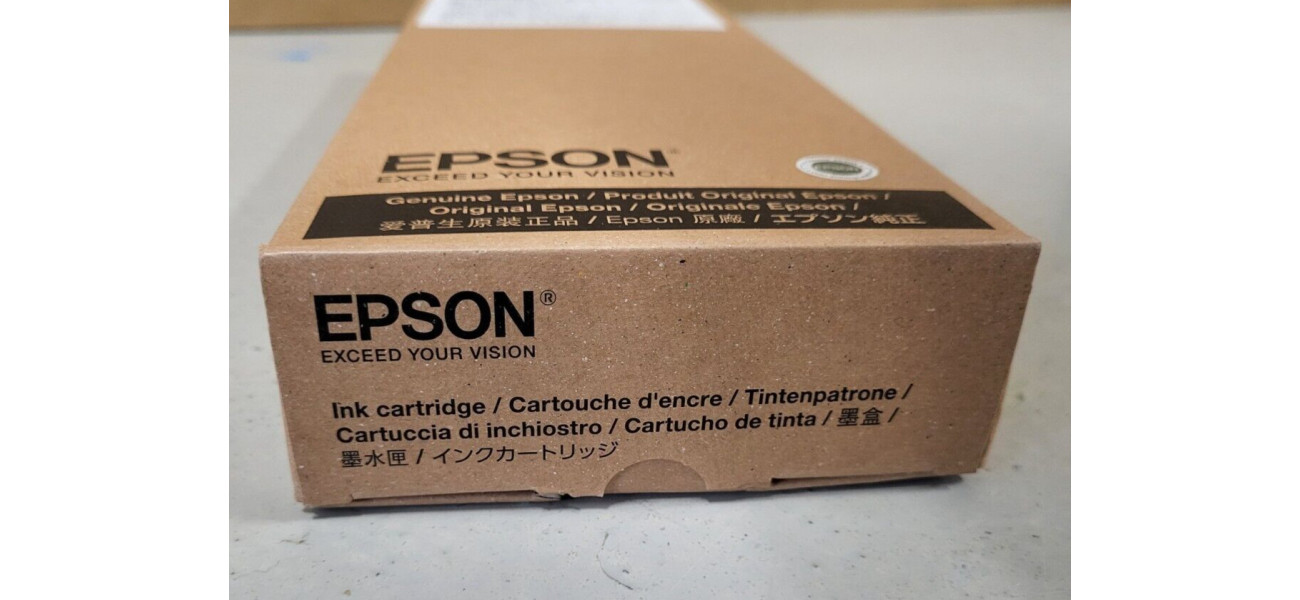 EPSON
EXCEED YOUR VISION
Genuine Epson / Produit Original Epson /
Original Epson / Originale Epson /
爱普生原装正品 / Epson 原廠 / エプソン純正
EPSON®
EXCEED YOUR VISION
Ink cartridge / Cartouche d'encre / Tintenpatrone /
Cartuccia di inchiostro / Cartucho de tinta / 墨盒 /
墨水匣 / インクカートリッジ